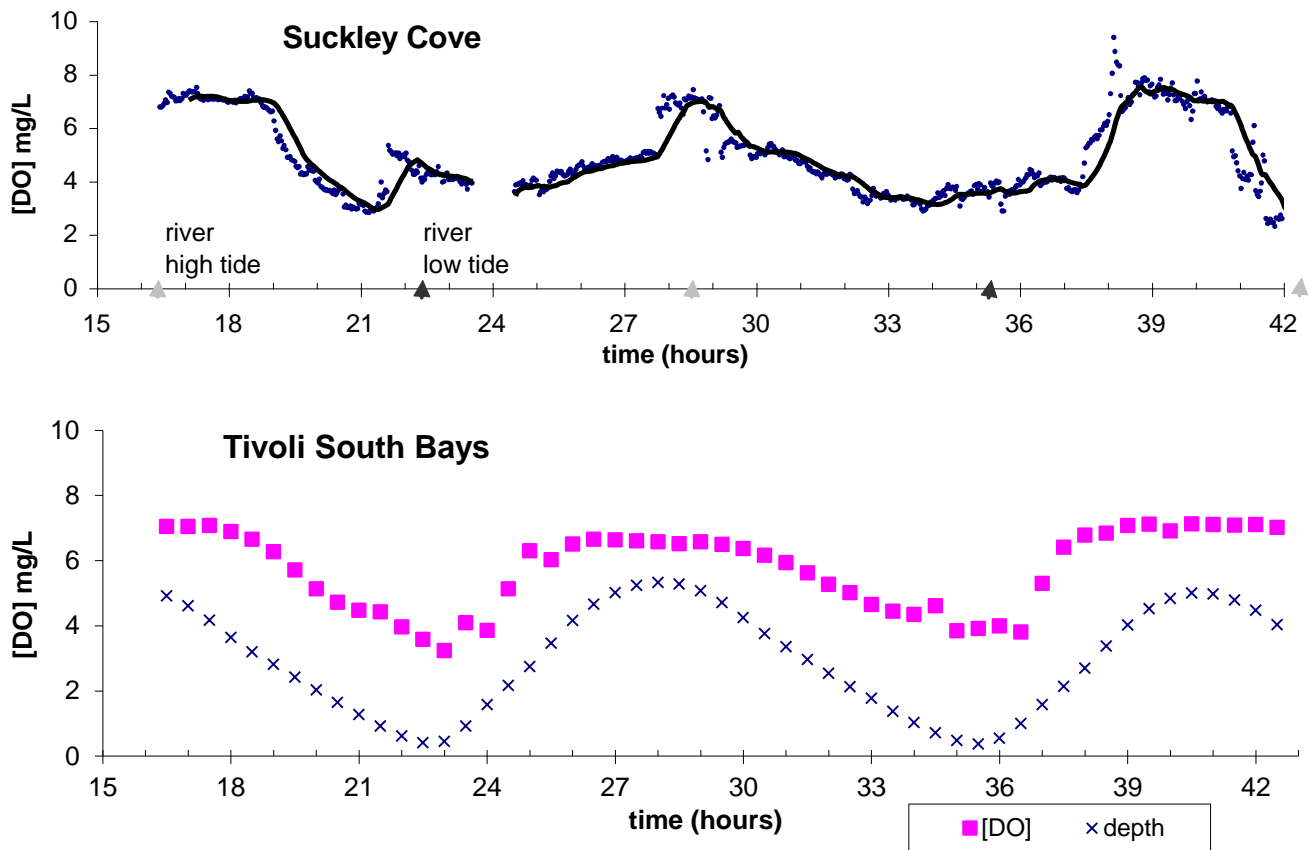 Suckley Cove
10
8
6
4
2
0
[DO] mg/L
river
high tide
river
low tide
15 18 21 24 27 30 33 36 39 42
time (hours)
Tivoli South Bays
10
8
6
4
2
0
[DO] mg/L
15 18 21 24 27 30 33 36 39 42
time (hours)
[DO] depth